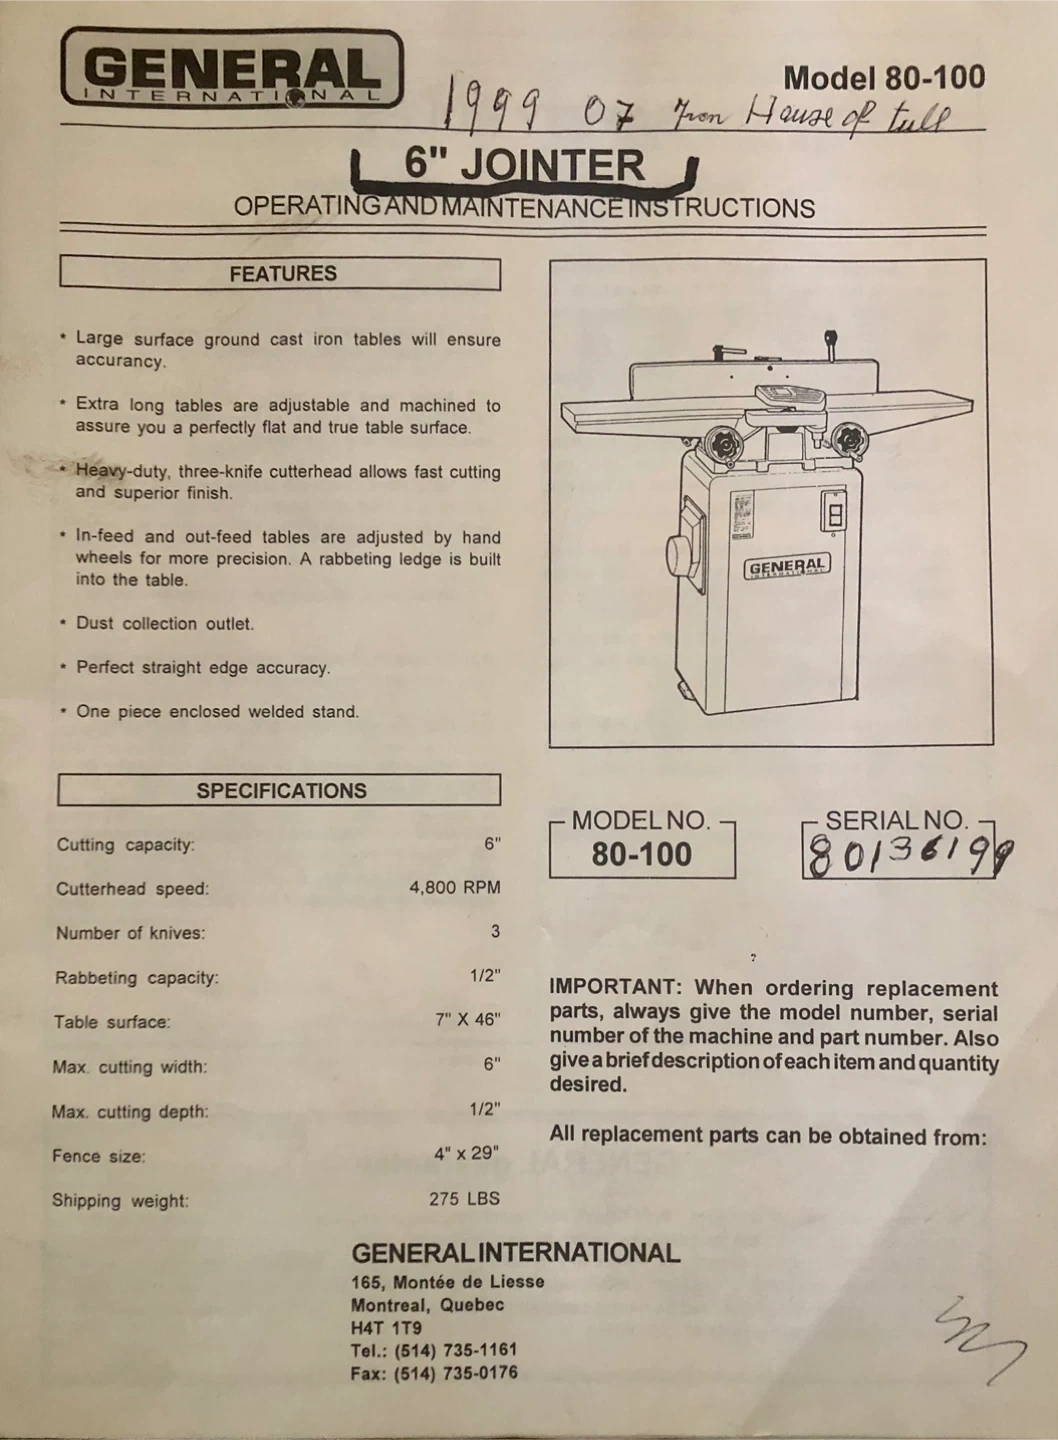 GENERAL
INTERNATIONAL
Model 80-100
1999 07 From House of tull
6" JOINTER
OPERATING AND MAINTENANCE INSTRUCTIONS
FEATURES
* Large surface ground cast iron tables will ensure
accurancy.
* Extra long tables are adjustable and machined to
assure you a perfectly flat and true table surface.
* Heavy-duty, three-knife cutterhead allows fast cutting
and superior finish.
* In-feed and out-feed tables are adjusted by hand
wheels for more precision. A rabbeting ledge is built
into the table.
* Dust collection outlet.
* Perfect straight edge accuracy.
* One piece enclosed welded stand.
GENERAL
INTERNATIONAL
SPECIFICATIONS
Cutting capacity: 6"
Cutterhead speed: 4,800 RPM
Number of knives: 3
Rabbeting capacity: 1/2"
Table surface: 7" X 46"
Max. cutting width: 6"
Max. cutting depth: 1/2"
Fence size: 4" x 29"
Shipping weight: 275 LBS
MODEL NO.
80-100
SERIAL NO.
80136199
?
IMPORTANT: When ordering replacement
parts, always give the model number, serial
number of the machine and part number. Also
give a brief description of each item and quantity
desired.
All replacement parts can be obtained from:
GENERAL INTERNATIONAL
165, Montée de Liesse
Montreal, Quebec
H4T 1T9
Tel.: (514) 735-1161
Fax: (514) 735-0176